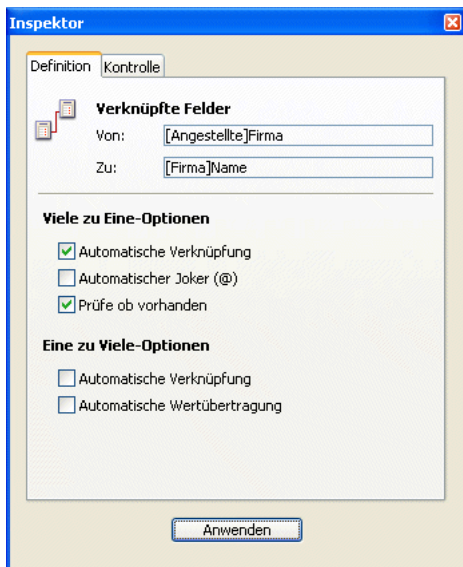 Inspektor
Definition Kontrolle
Verknüpfte Felder
Von: [Angestellte]Firma
Zu: [Firma]Name
Viele zu Eine-Optionen
Automatische Verknüpfung
Automatischer Joker (@)
Prüfe ob vorhanden
Eine zu Viele-Optionen
Automatische Verknüpfung
Automatische Wertübertragung
Anwenden